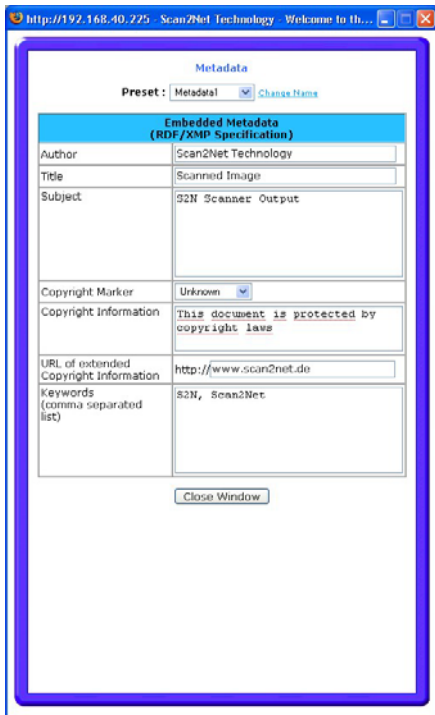 http://192.168.40.225 - Scan2Net Technology - Welcome to th...
Metadata
Preset : Metadata1 Change Name
Embedded Metadata
(RDF/XMP Specification)
Author Scan2Net Technology
Title Scanned Image
Subject S2N Scanner Output
Copyright Marker Unknown
Copyright Information This document is protected by
copyright laws
URL of extended
Copyright Information http://www.scan2net.de
Keywords S2N, Scan2Net
(comma separated
list)
Close Window